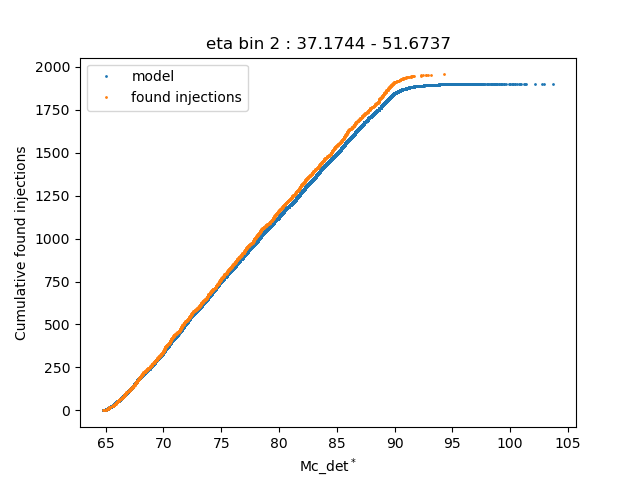 eta bin 2 : 37.1744 - 51.6737
model
found injections
Cumulative found injections
2000
1750
1500
1250
1000
750
500
250
0
65 70 75 80 85 90 95 100 105
Mc_det*